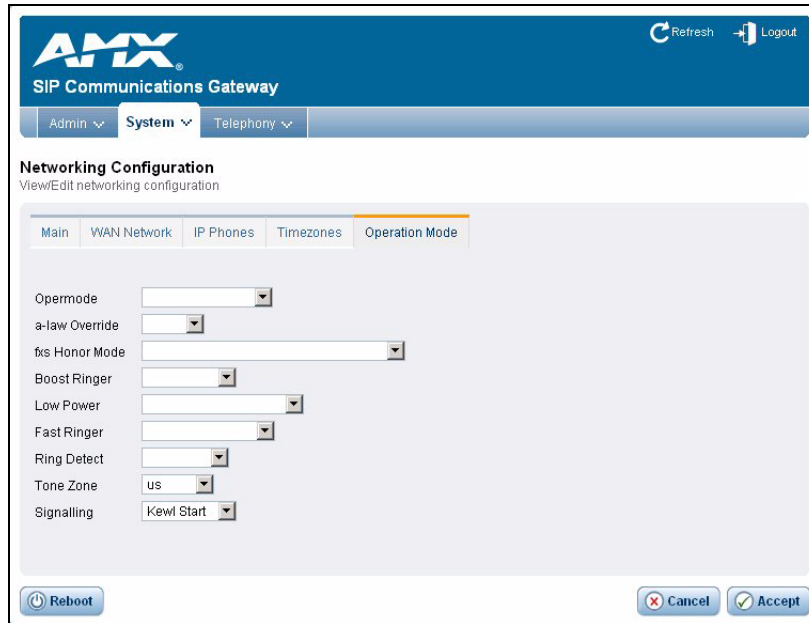 Refresh Logout
AMX®
SIP Communications Gateway
Admin System Telephony
Networking Configuration
View/Edit networking configuration
Main WAN Network IP Phones Timezones Operation Mode
Opermode
a-law Override
fxs Honor Mode
Boost Ringer
Low Power
Fast Ringer
Ring Detect
Tone Zone us
Signalling Kewl Start
Reboot Cancel Accept